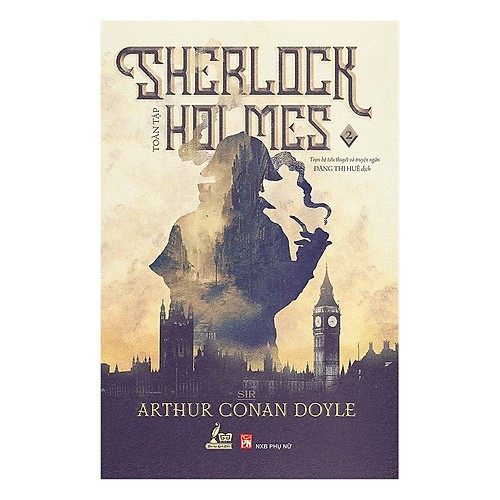 SHERLOCK
TOÀN TẬP
HOLMES 2
Trọn bộ tiểu thuyết và truyện ngắn
ĐẶNG THỊ HUỆ dịch
SIR
ARTHUR CONAN DOYLE
PN
NXB PHỤ NỮ